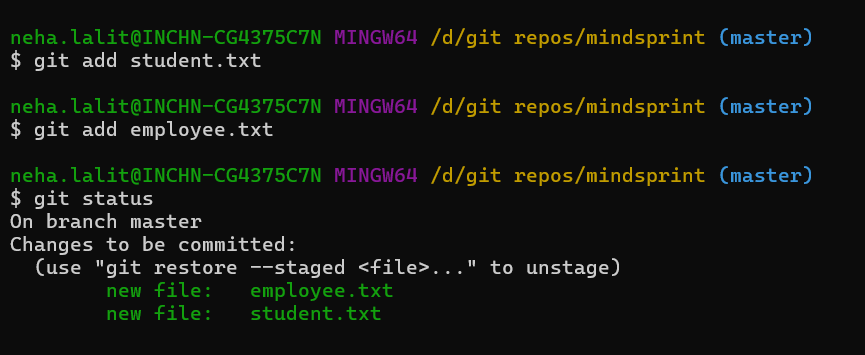 neha.lalit@INCHN-CG4375C7N MINGW64 /d/git repos/mindsprint (master)
$ git add student.txt
neha.lalit@INCHN-CG4375C7N MINGW64 /d/git repos/mindsprint (master)
$ git add employee.txt
neha.lalit@INCHN-CG4375C7N MINGW64 /d/git repos/mindsprint (master)
$ git status
On branch master
Changes to be committed:
  (use "git restore --staged <file>..." to unstage)
        new file:   employee.txt
        new file:   student.txt